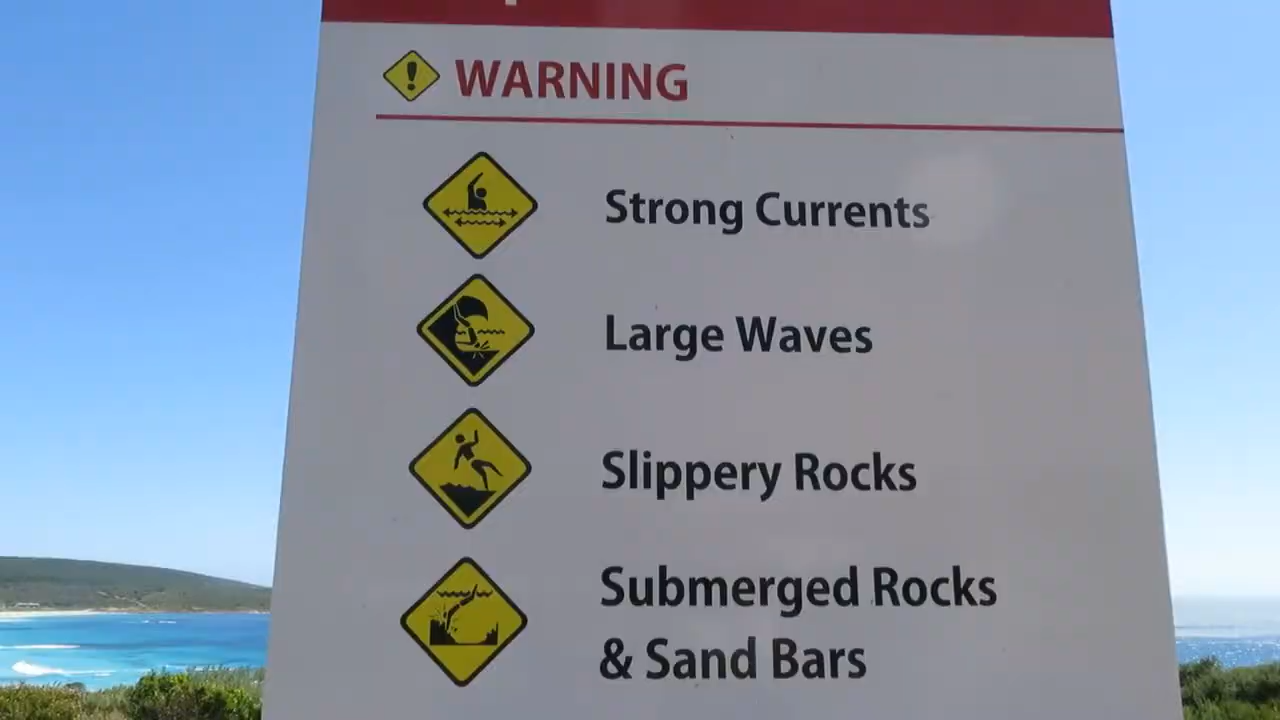 WARNING
Strong Currents
Large Waves
Slippery Rocks
Submerged Rocks
& Sand Bars